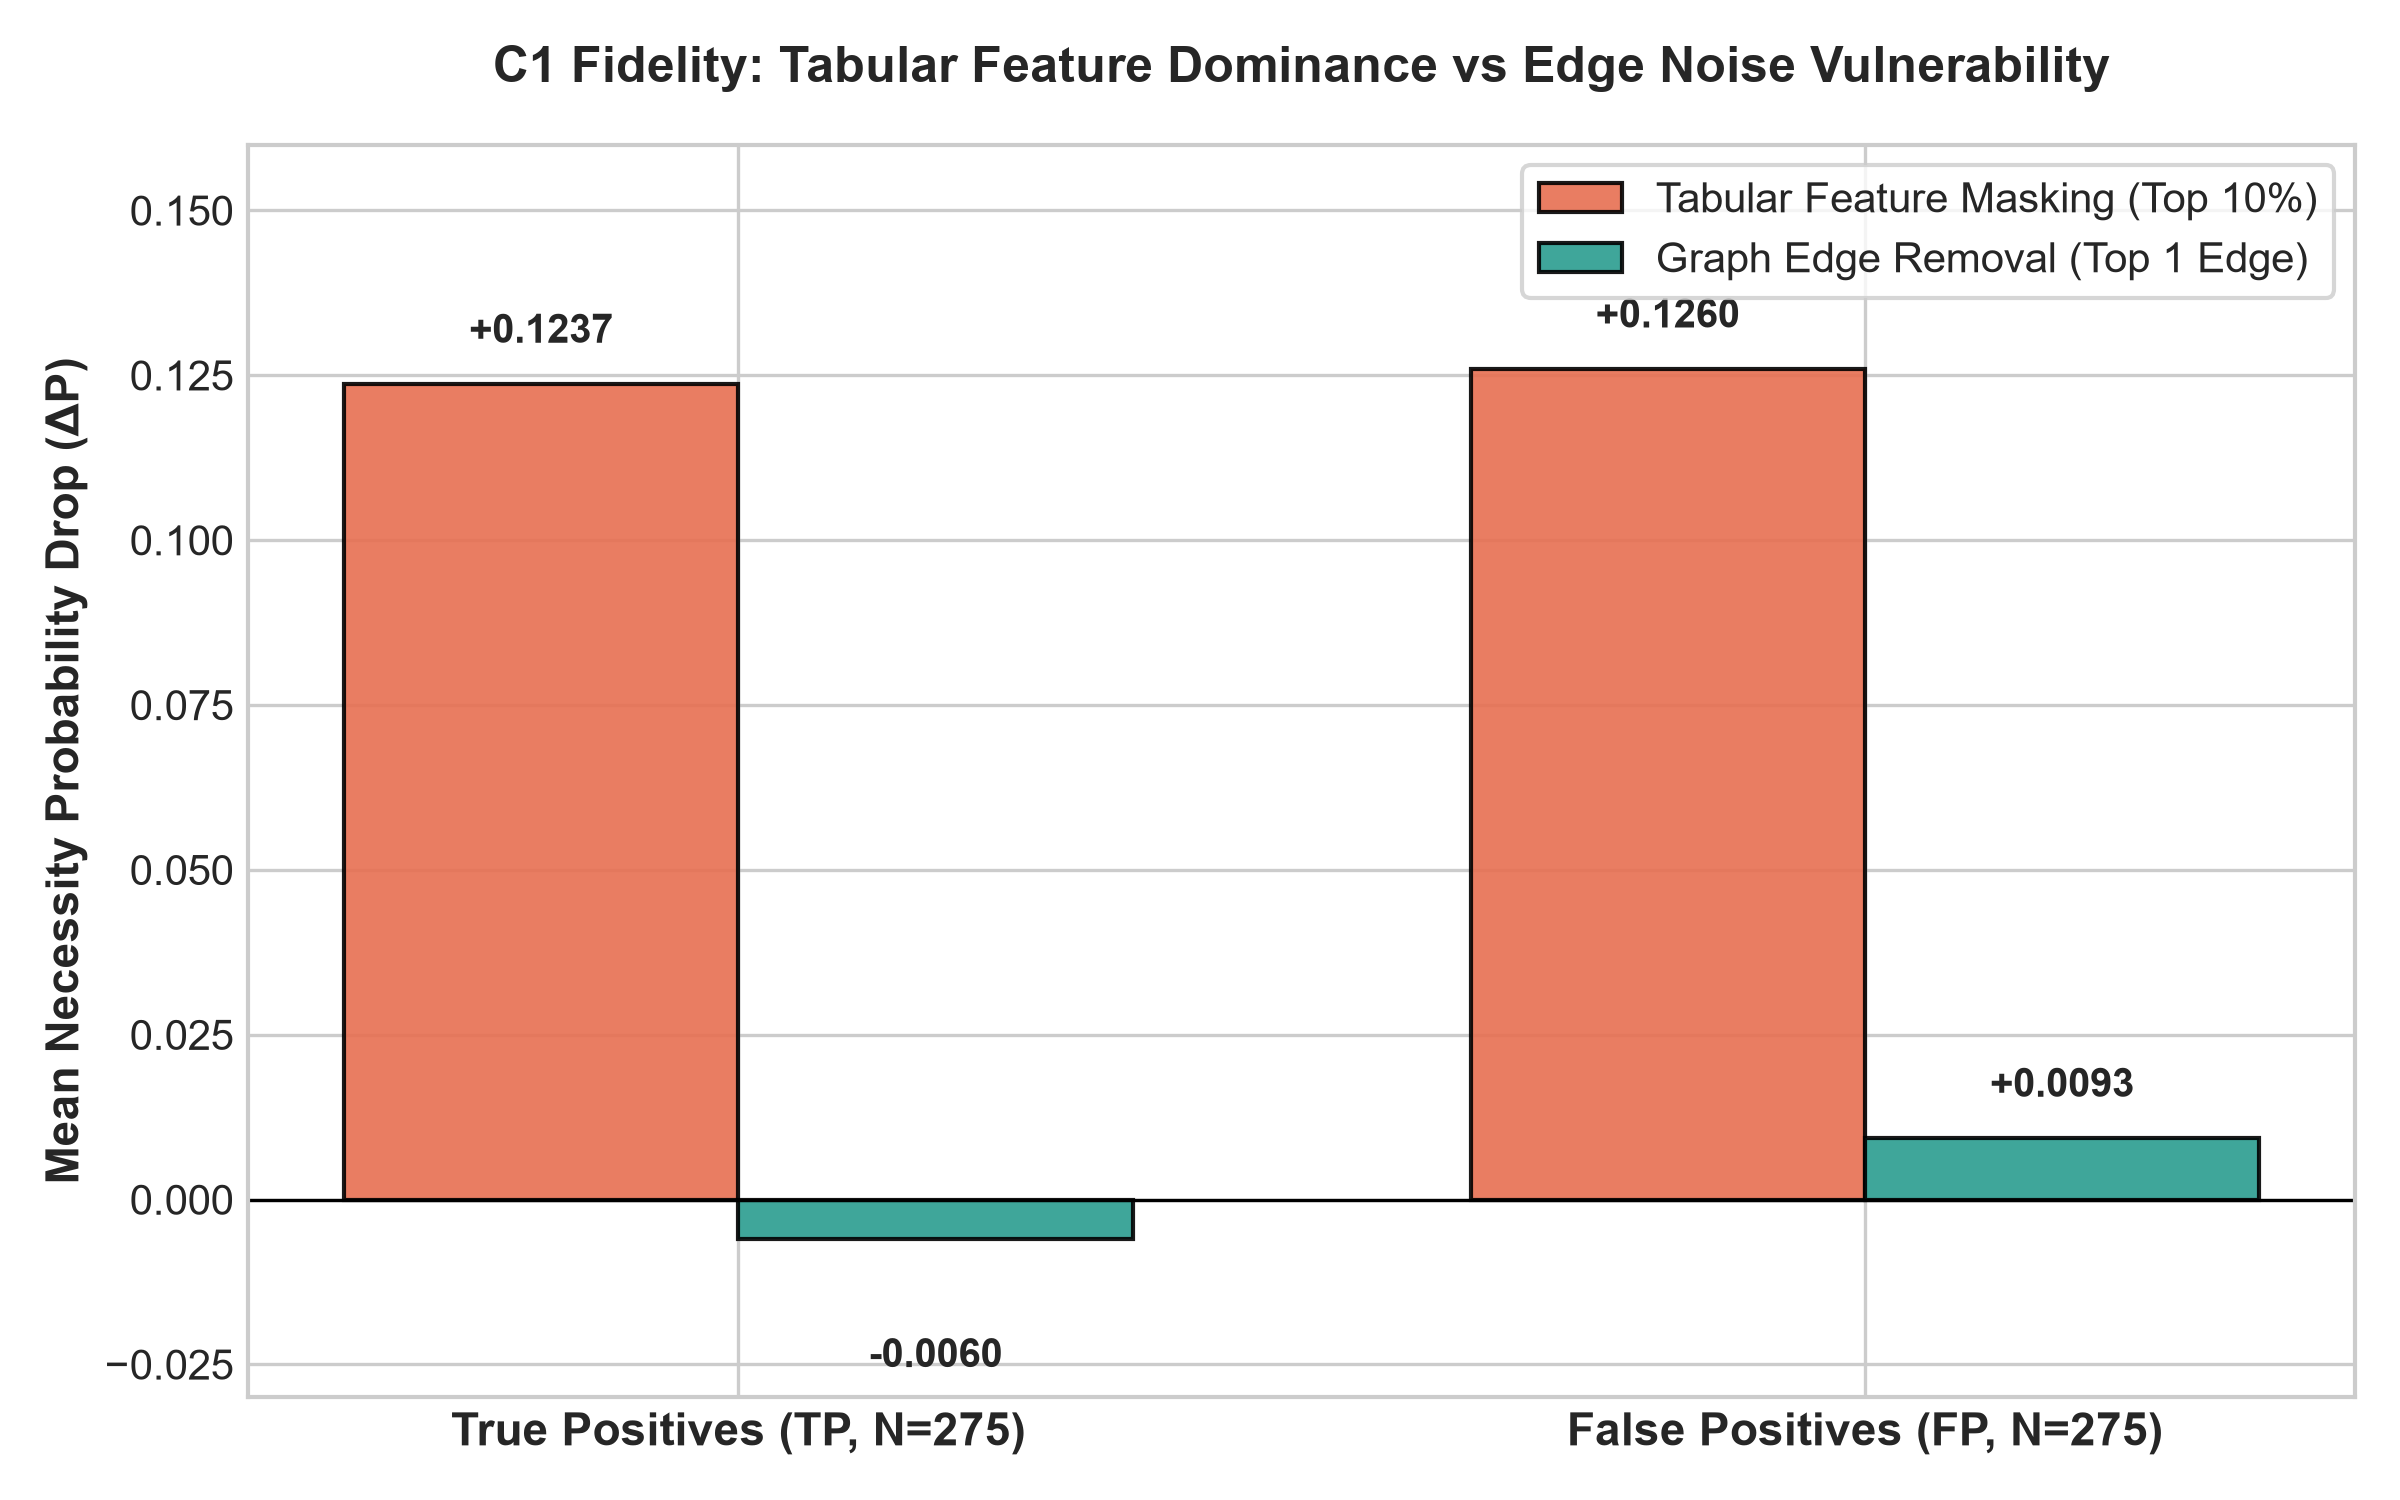 C1 Fidelity: Tabular Feature Dominance vs Edge Noise Vulnerability
Mean Necessity Probability Drop (ΔP)
0.150
0.125
0.100
0.075
0.050
0.025
0.000
−0.025
Tabular Feature Masking (Top 10%)
Graph Edge Removal (Top 1 Edge)
+0.1237
+0.1260
+0.0093
-0.0060
True Positives (TP, N=275)
False Positives (FP, N=275)